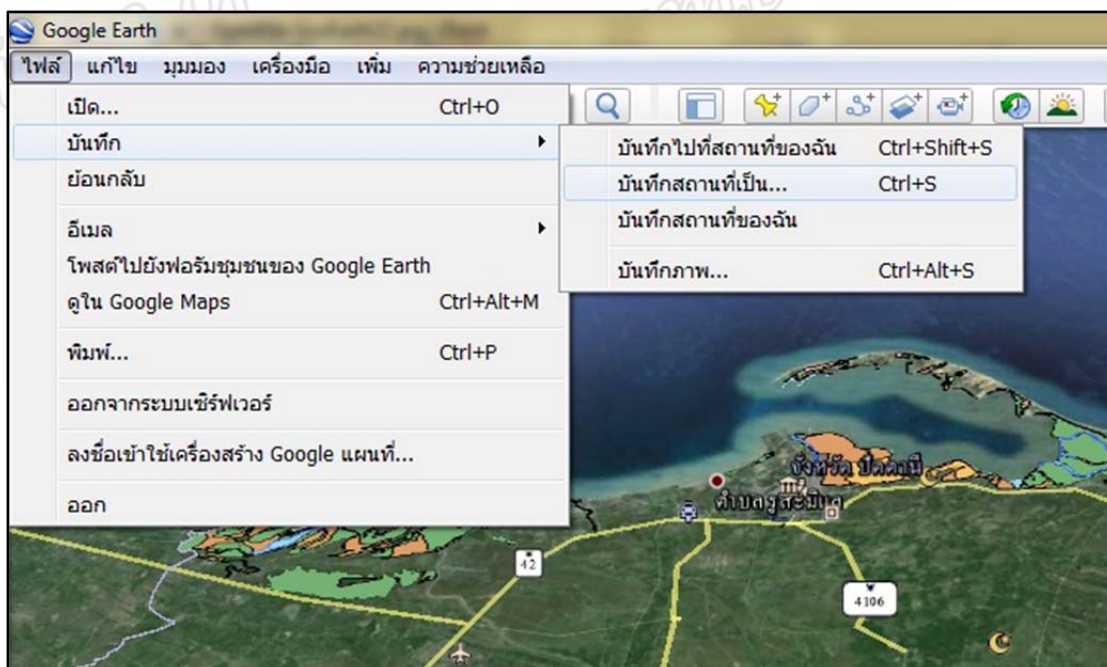 Google Earth
ไฟล์ แก้ไข มุมมอง เครื่องมือ เพิ่ม ความช่วยเหลือ
เปิด... Ctrl+O
บันทึก
ย้อนกลับ
อีเมล
โพสต์ไปยังฟอรัมชุมชนของ Google Earth
ดูใน Google Maps Ctrl+Alt+M
พิมพ์... Ctrl+P
ออกจากระบบเซิร์ฟเวอร์
ลงชื่อเข้าใช้เครื่องสร้าง Google แผนที่...
ออก
บันทึกไปที่สถานที่ของฉัน Ctrl+Shift+S
บันทึกสถานที่เป็น... Ctrl+S
บันทึกสถานที่ของฉัน
บันทึกภาพ... Ctrl+Alt+S
จังหวัด ปัตตานี
ตำบลรูสะมิแล
42
4106